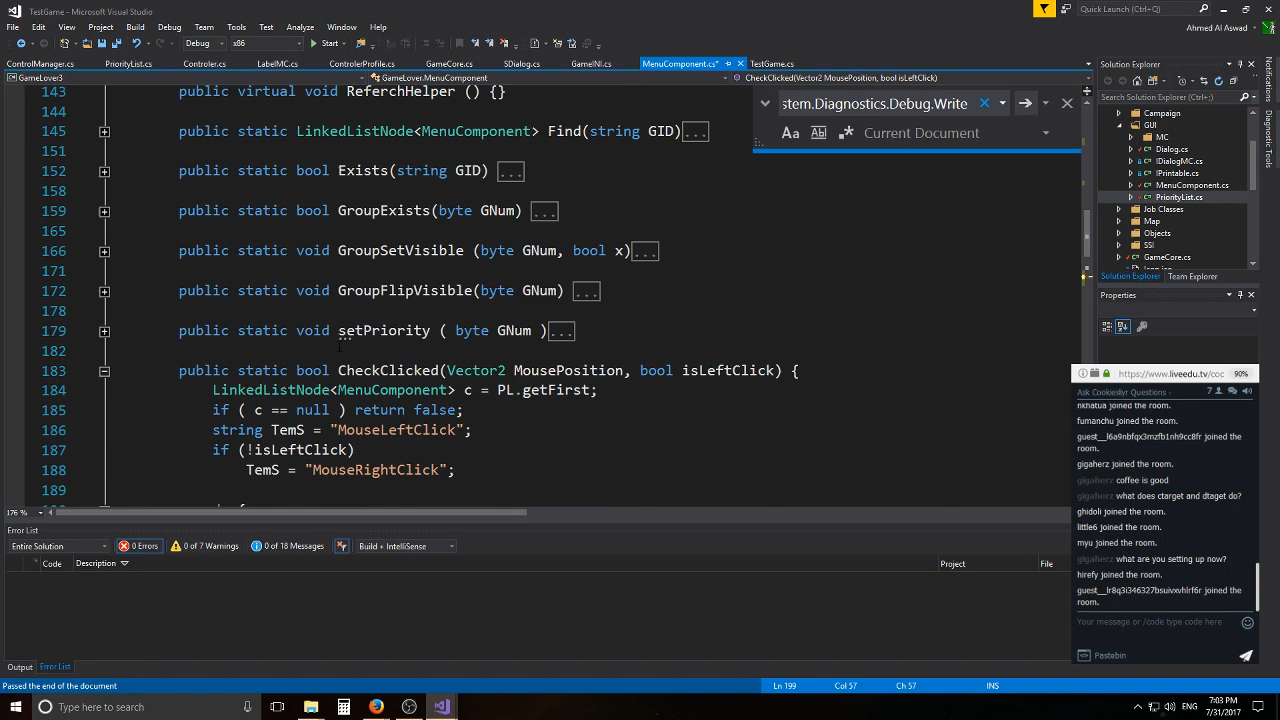 TestGame - Microsoft Visual Studio
Quick Launch (Ctrl+Q)
File Edit View Project Build Debug Team Tools Test Analyze Window Help
Ahmed Al Aswad
Debug x86 Start
ControlManager.cs PriorityList.cs Controler.cs LabelMC.cs ControlerProfile.cs GameCore.cs SDialog.cs GameINI.cs MenuComponent.cs* TestGame.cs
Solution Explorer
GameLover3 GameLover.MenuComponent CheckClicked(Vector2 MousePosition, bool isLeftClick)
Search Solution Explorer (Ctrl+;)
stem.Diagnostics.Debug.Write
Aa Abl Current Document
Campaign
GUI
MC
Dialog.cs
IDialogMC.cs
IPrintable.cs
MenuComponent.cs
PriorityList.cs
Job Classes
Map
Objects
SSI
GameCore.cs
Solution Explorer Team Explorer
Properties
Notifications
Diagnostic Tools
143 public virtual void ReferchHelper () {}
144
145 public static LinkedListNode<MenuComponent> Find(string GID) ...
151
152 public static bool Exists(string GID) ...
158
159 public static bool GroupExists(byte GNum) ...
165
166 public static void GroupSetVisible (byte GNum, bool x) ...
171
172 public static void GroupFlipVisible(byte GNum) ...
178
179 public static void setPriority ( byte GNum ) ...
182
183 public static bool CheckClicked(Vector2 MousePosition, bool isLeftClick) {
184 LinkedListNode<MenuComponent> c = PL.getFirst;
185 if ( c == null ) return false;
186 string TemS = "MouseLeftClick";
187 if (!isLeftClick)
188 TemS = "MouseRightClick";
189
176 %
Error List
Entire Solution 0 Errors 0 of 7 Warnings 0 of 18 Messages Build + IntelliSense
Code Description Project File
Output Error List
https://www.liveedu.tv/coc 90%
Ask Cookieslyr Questions - 7
nkhatua joined the room.
fumanchu joined the room.
guest__l6a9nbfqx3mzfb1nh9cc8fr joined the
room.
gigaherz joined the room.
gigaherz coffee is good
gigaherz what does ctarget and dtaget do?
ghidoli joined the room.
little6 joined the room.
myu joined the room.
gigaherz what are you setting up now?
hirefy joined the room.
guest__lr8q3i346327bsuivxvhlrf6r joined the
room.
Your message or /code type code here
Pastebin
Passed the end of the document Ln 199 Col 57 Ch 57 INS
Type here to search
ENG 7:03 PM
7/31/2017